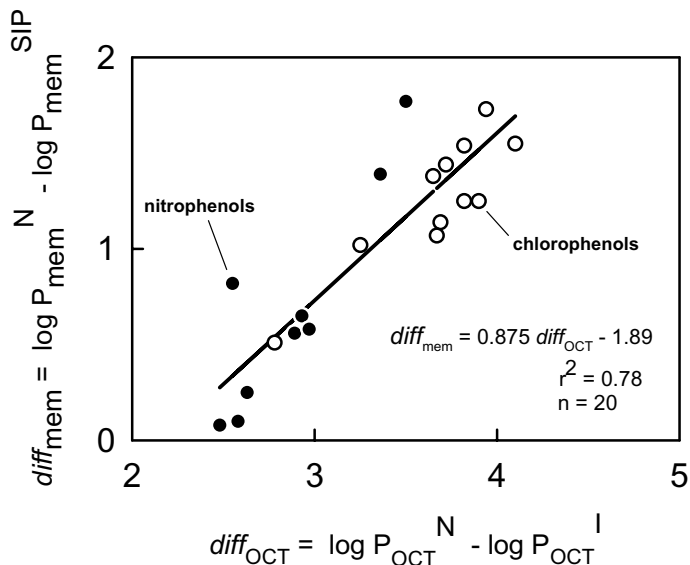 diff_mem = log P_mem^N - log P_mem^SIP
2
1
0
nitrophenols
chlorophenols
diff_mem = 0.875 diff_OCT - 1.89
r^2 = 0.78
n = 20
2 3 4 5
diff_OCT = log P_OCT^N - log P_OCT^I